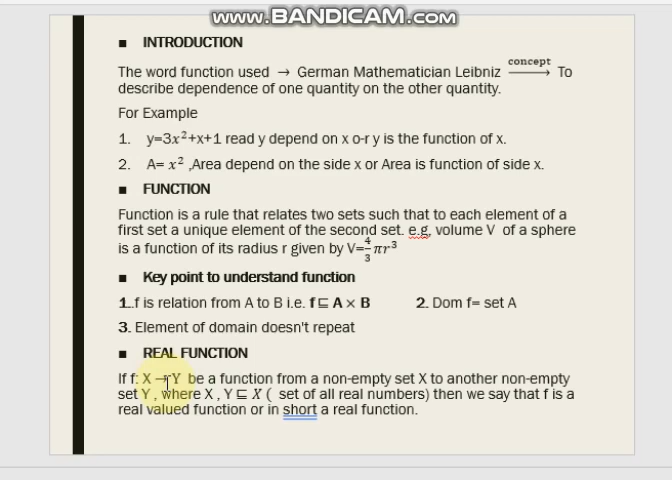 www.BANDICAM.com
▪ INTRODUCTION
The word function used → German Mathematician Leibniz \xrightarrow{concept} To
describe dependence of one quantity on the other quantity.
For Example
1. y=3x²+x+1 read y depend on x o-r y is the function of x.
2. A= x² ,Area depend on the side x or Area is function of side x.
▪ FUNCTION
Function is a rule that relates two sets such that to each element of a
first set a unique element of the second set. e.g, volume V of a sphere
is a function of its radius r given by V=4/3 πr³
▪ Key point to understand function
1..f is relation from A to B i.e. f⊑ A × B 2. Dom f= set A
3. Element of domain doesn't repeat
▪ REAL FUNCTION
If f: X →Y be a function from a non-empty set X to another non-empty
set Y , where X , Y ⊑ X ( set of all real numbers) then we say that f is a
real valued function or in short a real function.